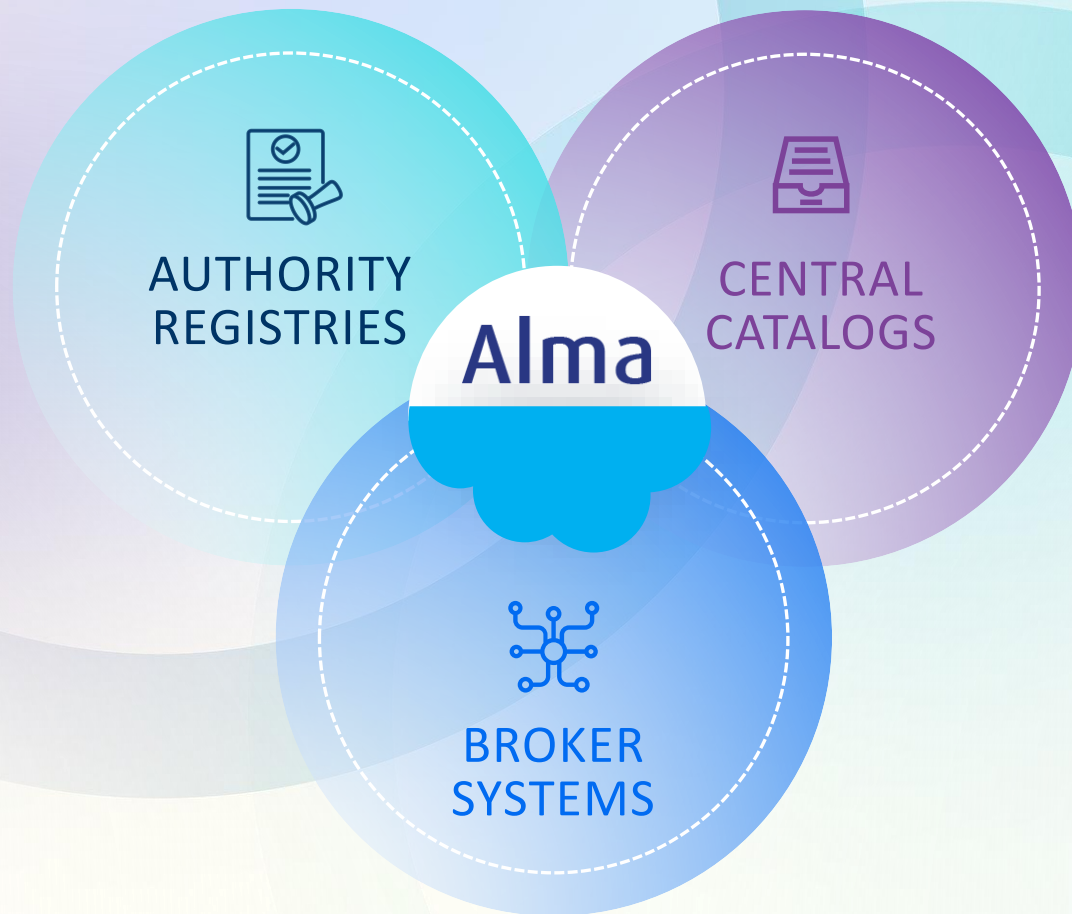 AUTHORITY
REGISTRIES
CENTRAL
CATALOGS
Alma
BROKER
SYSTEMS